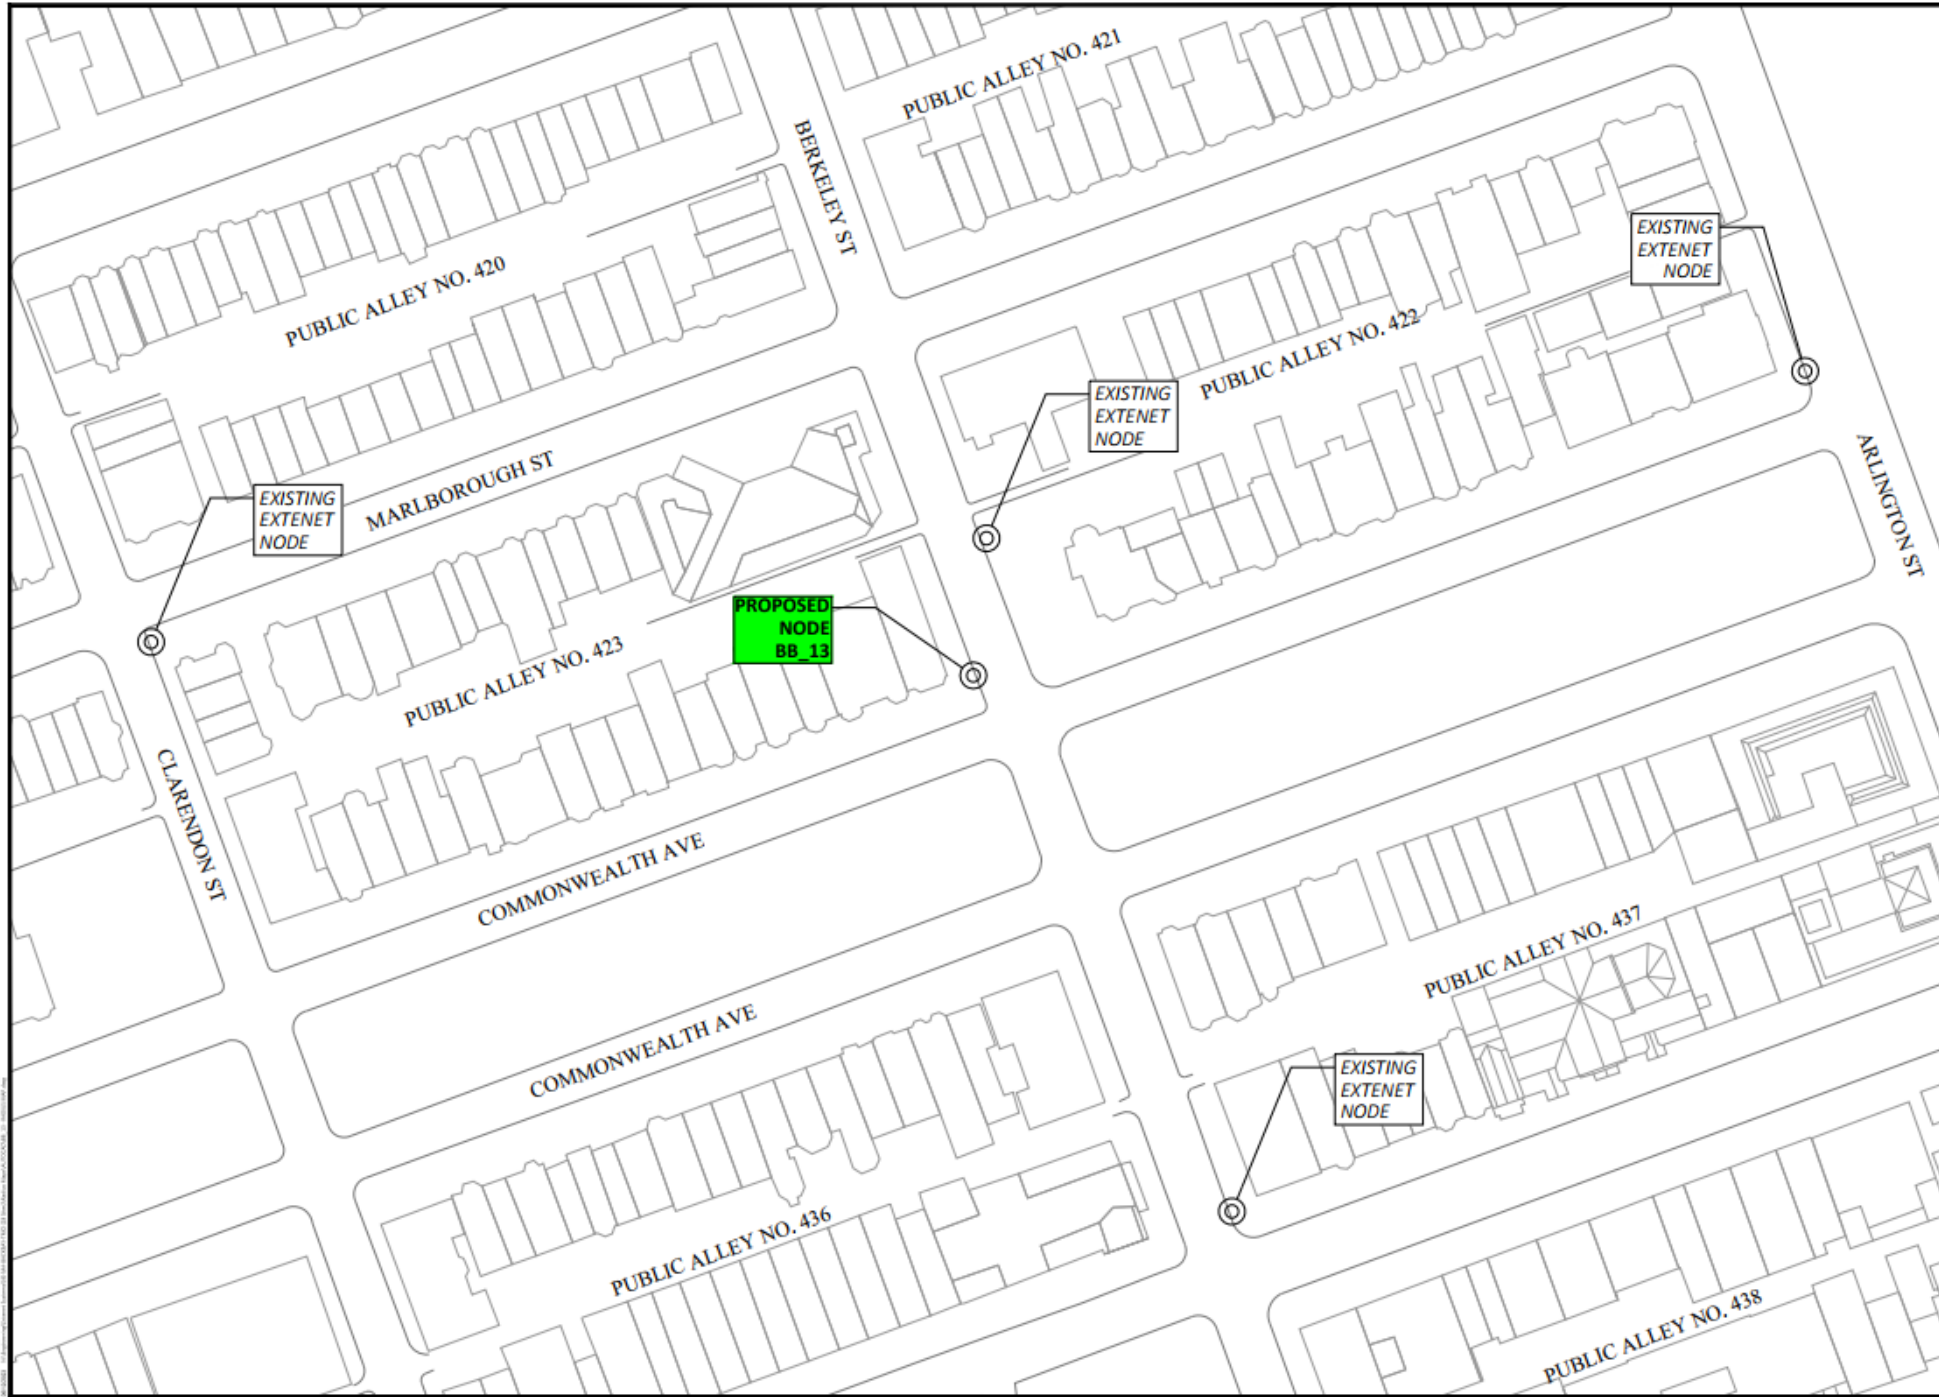 PUBLIC ALLEY NO. 421
BERKELEY ST
EXISTING
EXTENET
NODE
PUBLIC ALLEY NO. 420
PUBLIC ALLEY NO. 422
EXISTING
EXTENET
NODE
ARLINGTON ST
MARLBOROUGH ST
EXISTING
EXTENET
NODE
PROPOSED
NODE
BB_13
PUBLIC ALLEY NO. 423
CLARENDON ST
COMMONWEALTH AVE
PUBLIC ALLEY NO. 437
COMMONWEALTH AVE
EXISTING
EXTENET
NODE
PUBLIC ALLEY NO. 436
PUBLIC ALLEY NO. 438